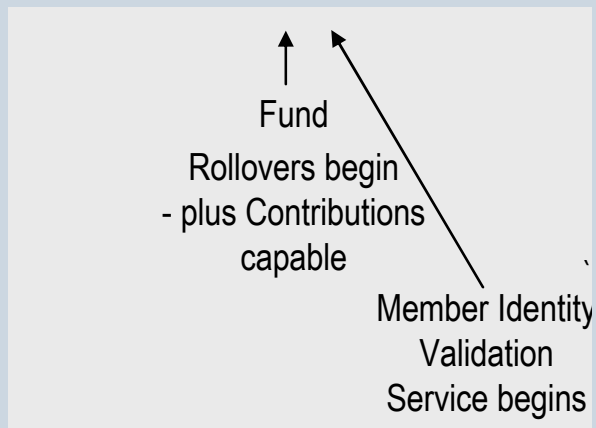 Fund
Rollovers begin
- plus Contributions
capable
Member Identity
Validation
Service begins